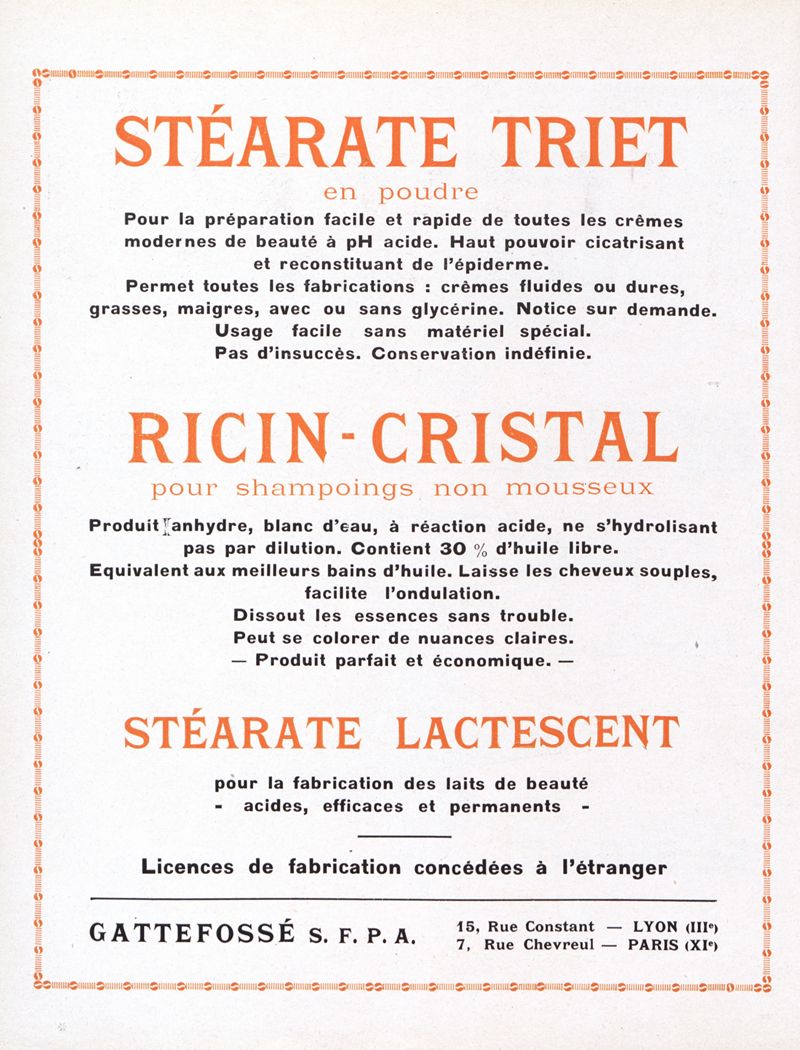 STÉARATE TRIET
en poudre
Pour la préparation facile et rapide de toutes les crêmes
modernes de beauté à pH acide. Haut pouvoir cicatrisant
et reconstituant de l'épiderme.
Permet toutes les fabrications : crêmes fluides ou dures,
grasses, maigres, avec ou sans glycérine. Notice sur demande.
Usage facile sans matériel spécial.
Pas d'insuccès. Conservation indéfinie.
RICIN-CRISTAL
pour shampoings non mousseux
Produit anhydre, blanc d'eau, à réaction acide, ne s'hydrolisant
pas par dilution. Contient 30 % d'huile libre.
Equivalent aux meilleurs bains d'huile. Laisse les cheveux souples,
facilite l'ondulation.
Dissout les essences sans trouble.
Peut se colorer de nuances claires.
— Produit parfait et économique. —
STÉARATE LACTESCENT
pour la fabrication des laits de beauté
- acides, efficaces et permanents -
Licences de fabrication concédées à l'étranger
GATTEFOSSÉ S. F. P. A.
15, Rue Constant — LYON (IIIe)
7, Rue Chevreul — PARIS (XIe)